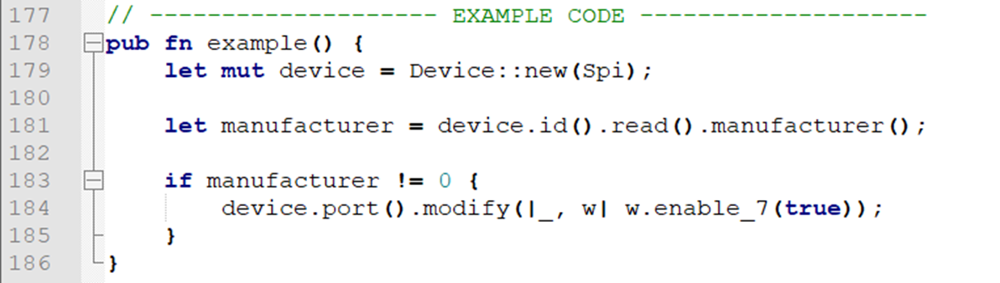 177 // -------------------- EXAMPLE CODE --------------------
178 pub fn example() {
179 let mut device = Device::new(Spi);
180
181 let manufacturer = device.id().read().manufacturer();
182
183 if manufacturer != 0 {
184 device.port().modify(|_, w| w.enable_7(true));
185 }
186 }